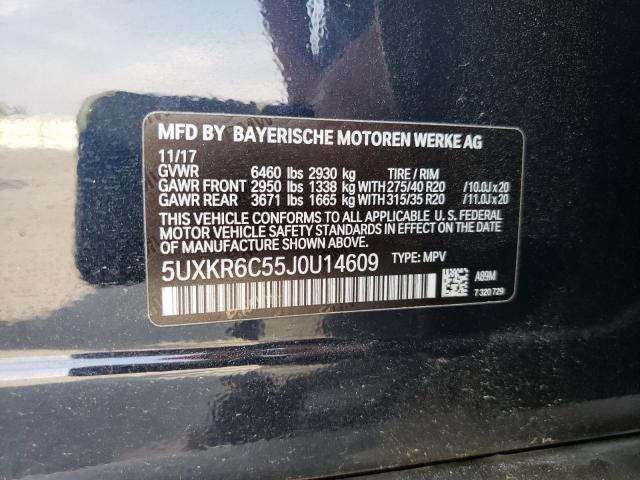 MFD BY BAYERISCHE MOTOREN WERKE AG
11/17
GVWR 6460 lbs 2930 kg TIRE / RIM
GAWR FRONT 2950 lbs 1338 kg WITH 275/40 R20 /10.0J x 20
GAWR REAR 3671 lbs 1665 kg WITH 315/35 R20 /11.0J x 20
THIS VEHICLE CONFORMS TO ALL APPLICABLE U. S. FEDERAL
MOTOR VEHICLE SAFETY STANDARDS IN EFFECT ON THE DATE
OF MANUFACTURE SHOWN ABOVE.
5UXKR6C55J0U14609 TYPE: MPV
A89M
7 320 729